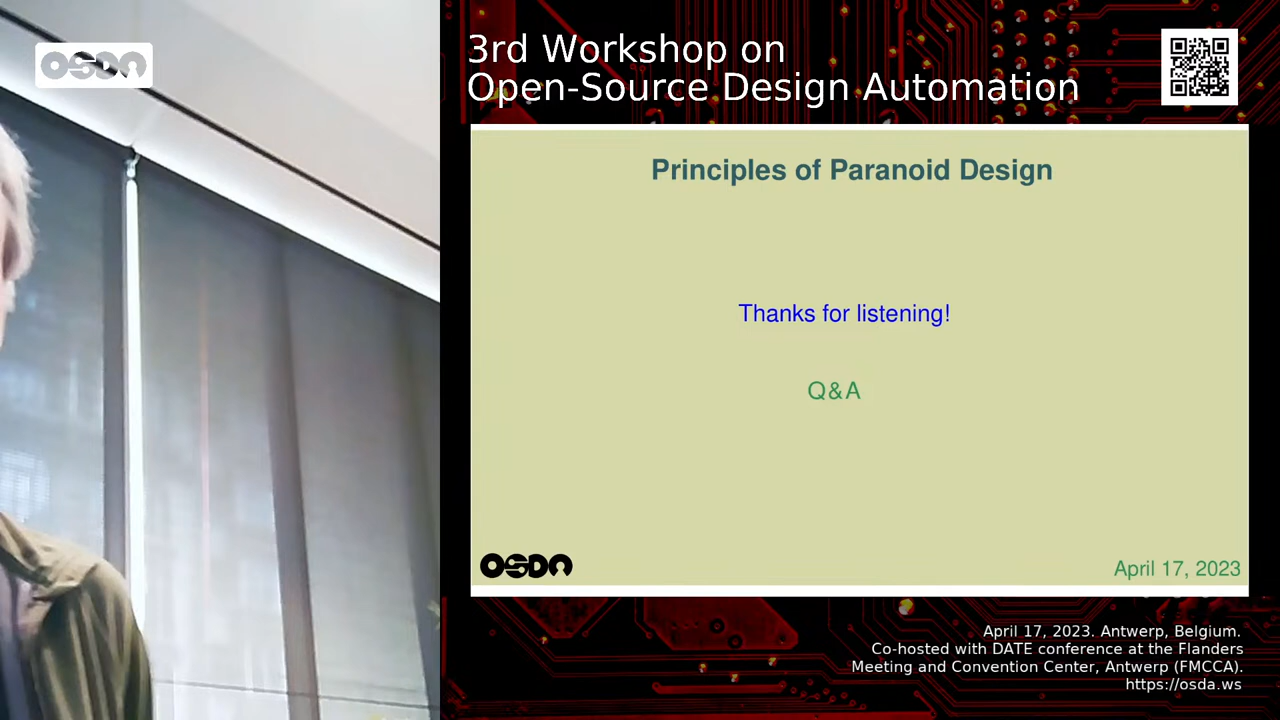 OSDA
3rd Workshop on
Open-Source Design Automation
Principles of Paranoid Design
Thanks for listening!
Q&A
OSDA
April 17, 2023
April 17, 2023. Antwerp, Belgium.
Co-hosted with DATE conference at the Flanders
Meeting and Convention Center, Antwerp (FMCCA).
https://osda.ws